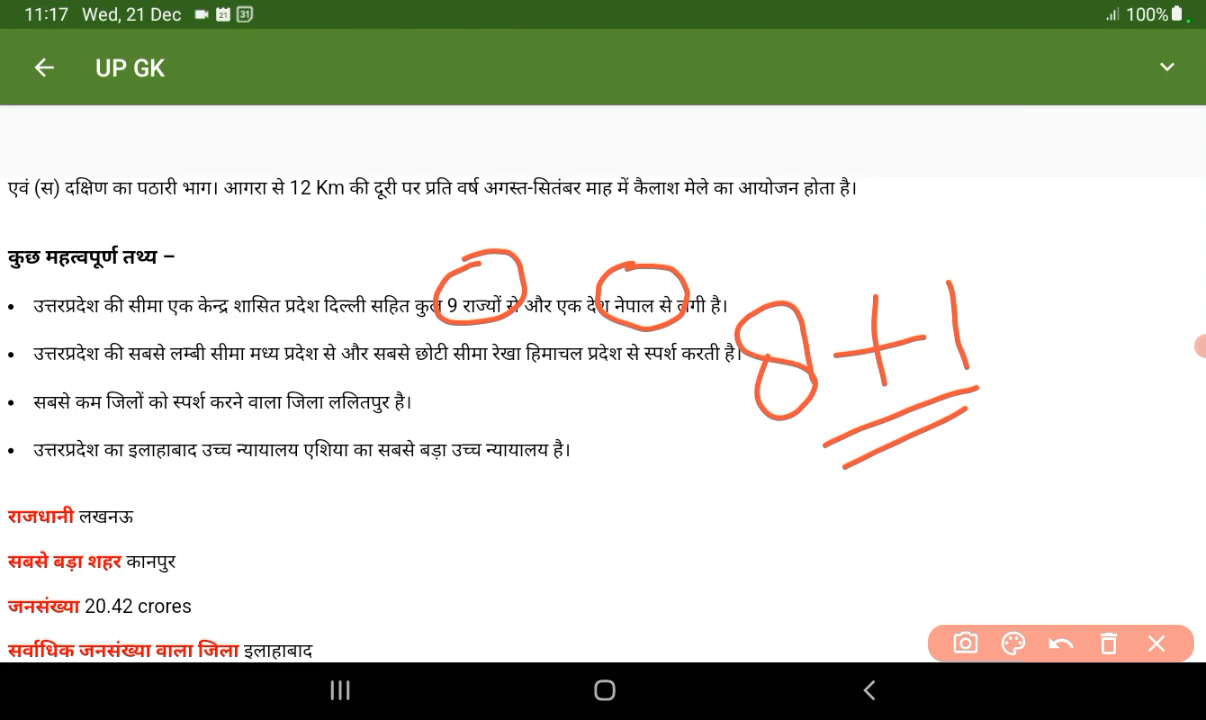 11:17 Wed, 21 Dec 21 31 100%
UP GK
एवं (स) दक्षिण का पठारी भाग। आगरा से 12 Km की दूरी पर प्रति वर्ष अगस्त-सितंबर माह में कैलाश मेले का आयोजन होता है।
कुछ महत्वपूर्ण तथ्य –
• उत्तरप्रदेश की सीमा एक केन्द्र शासित प्रदेश दिल्ली सहित कुल 9 राज्यों से और एक देश नेपाल से लगी है।
8+1
• उत्तरप्रदेश की सबसे लम्बी सीमा मध्य प्रदेश से और सबसे छोटी सीमा रेखा हिमाचल प्रदेश से स्पर्श करती है।
• सबसे कम जिलों को स्पर्श करने वाला जिला ललितपुर है।
• उत्तरप्रदेश का इलाहाबाद उच्च न्यायालय एशिया का सबसे बड़ा उच्च न्यायालय है।
राजधानी लखनऊ
सबसे बड़ा शहर कानपुर
जनसंख्या 20.42 crores
सर्वाधिक जनसंख्या वाला जिला इलाहाबाद